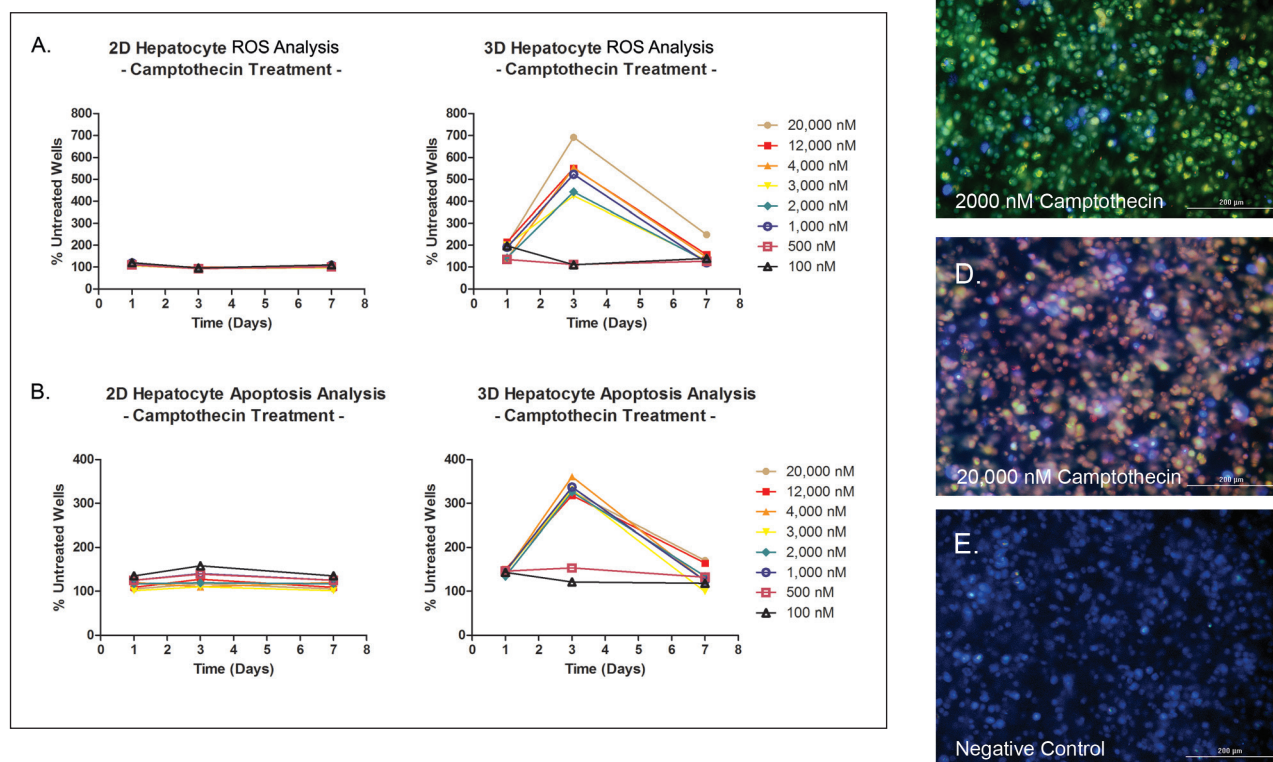 A.
2D Hepatocyte ROS Analysis
- Camptothecin Treatment -
% Untreated Wells
800
700
600
500
400
300
200
100
0
0 1 2 3 4 5 6 7 8
Time (Days)
3D Hepatocyte ROS Analysis
- Camptothecin Treatment -
% Untreated Wells
800
700
600
500
400
300
200
100
0
0 1 2 3 4 5 6 7 8
Time (Days)
20,000 nM
12,000 nM
4,000 nM
3,000 nM
2,000 nM
1,000 nM
500 nM
100 nM
B.
2D Hepatocyte Apoptosis Analysis
- Camptothecin Treatment -
% Untreated Wells
400
300
200
100
0
0 1 2 3 4 5 6 7 8
Time (Days)
3D Hepatocyte Apoptosis Analysis
- Camptothecin Treatment -
% Untreated Wells
400
300
200
100
0
0 1 2 3 4 5 6 7 8
Time (Days)
20,000 nM
12,000 nM
4,000 nM
3,000 nM
2,000 nM
1,000 nM
500 nM
100 nM
2000 nM Camptothecin
200 µm
D.
20,000 nM Camptothecin
200 µm
E.
Negative Control
200 µm